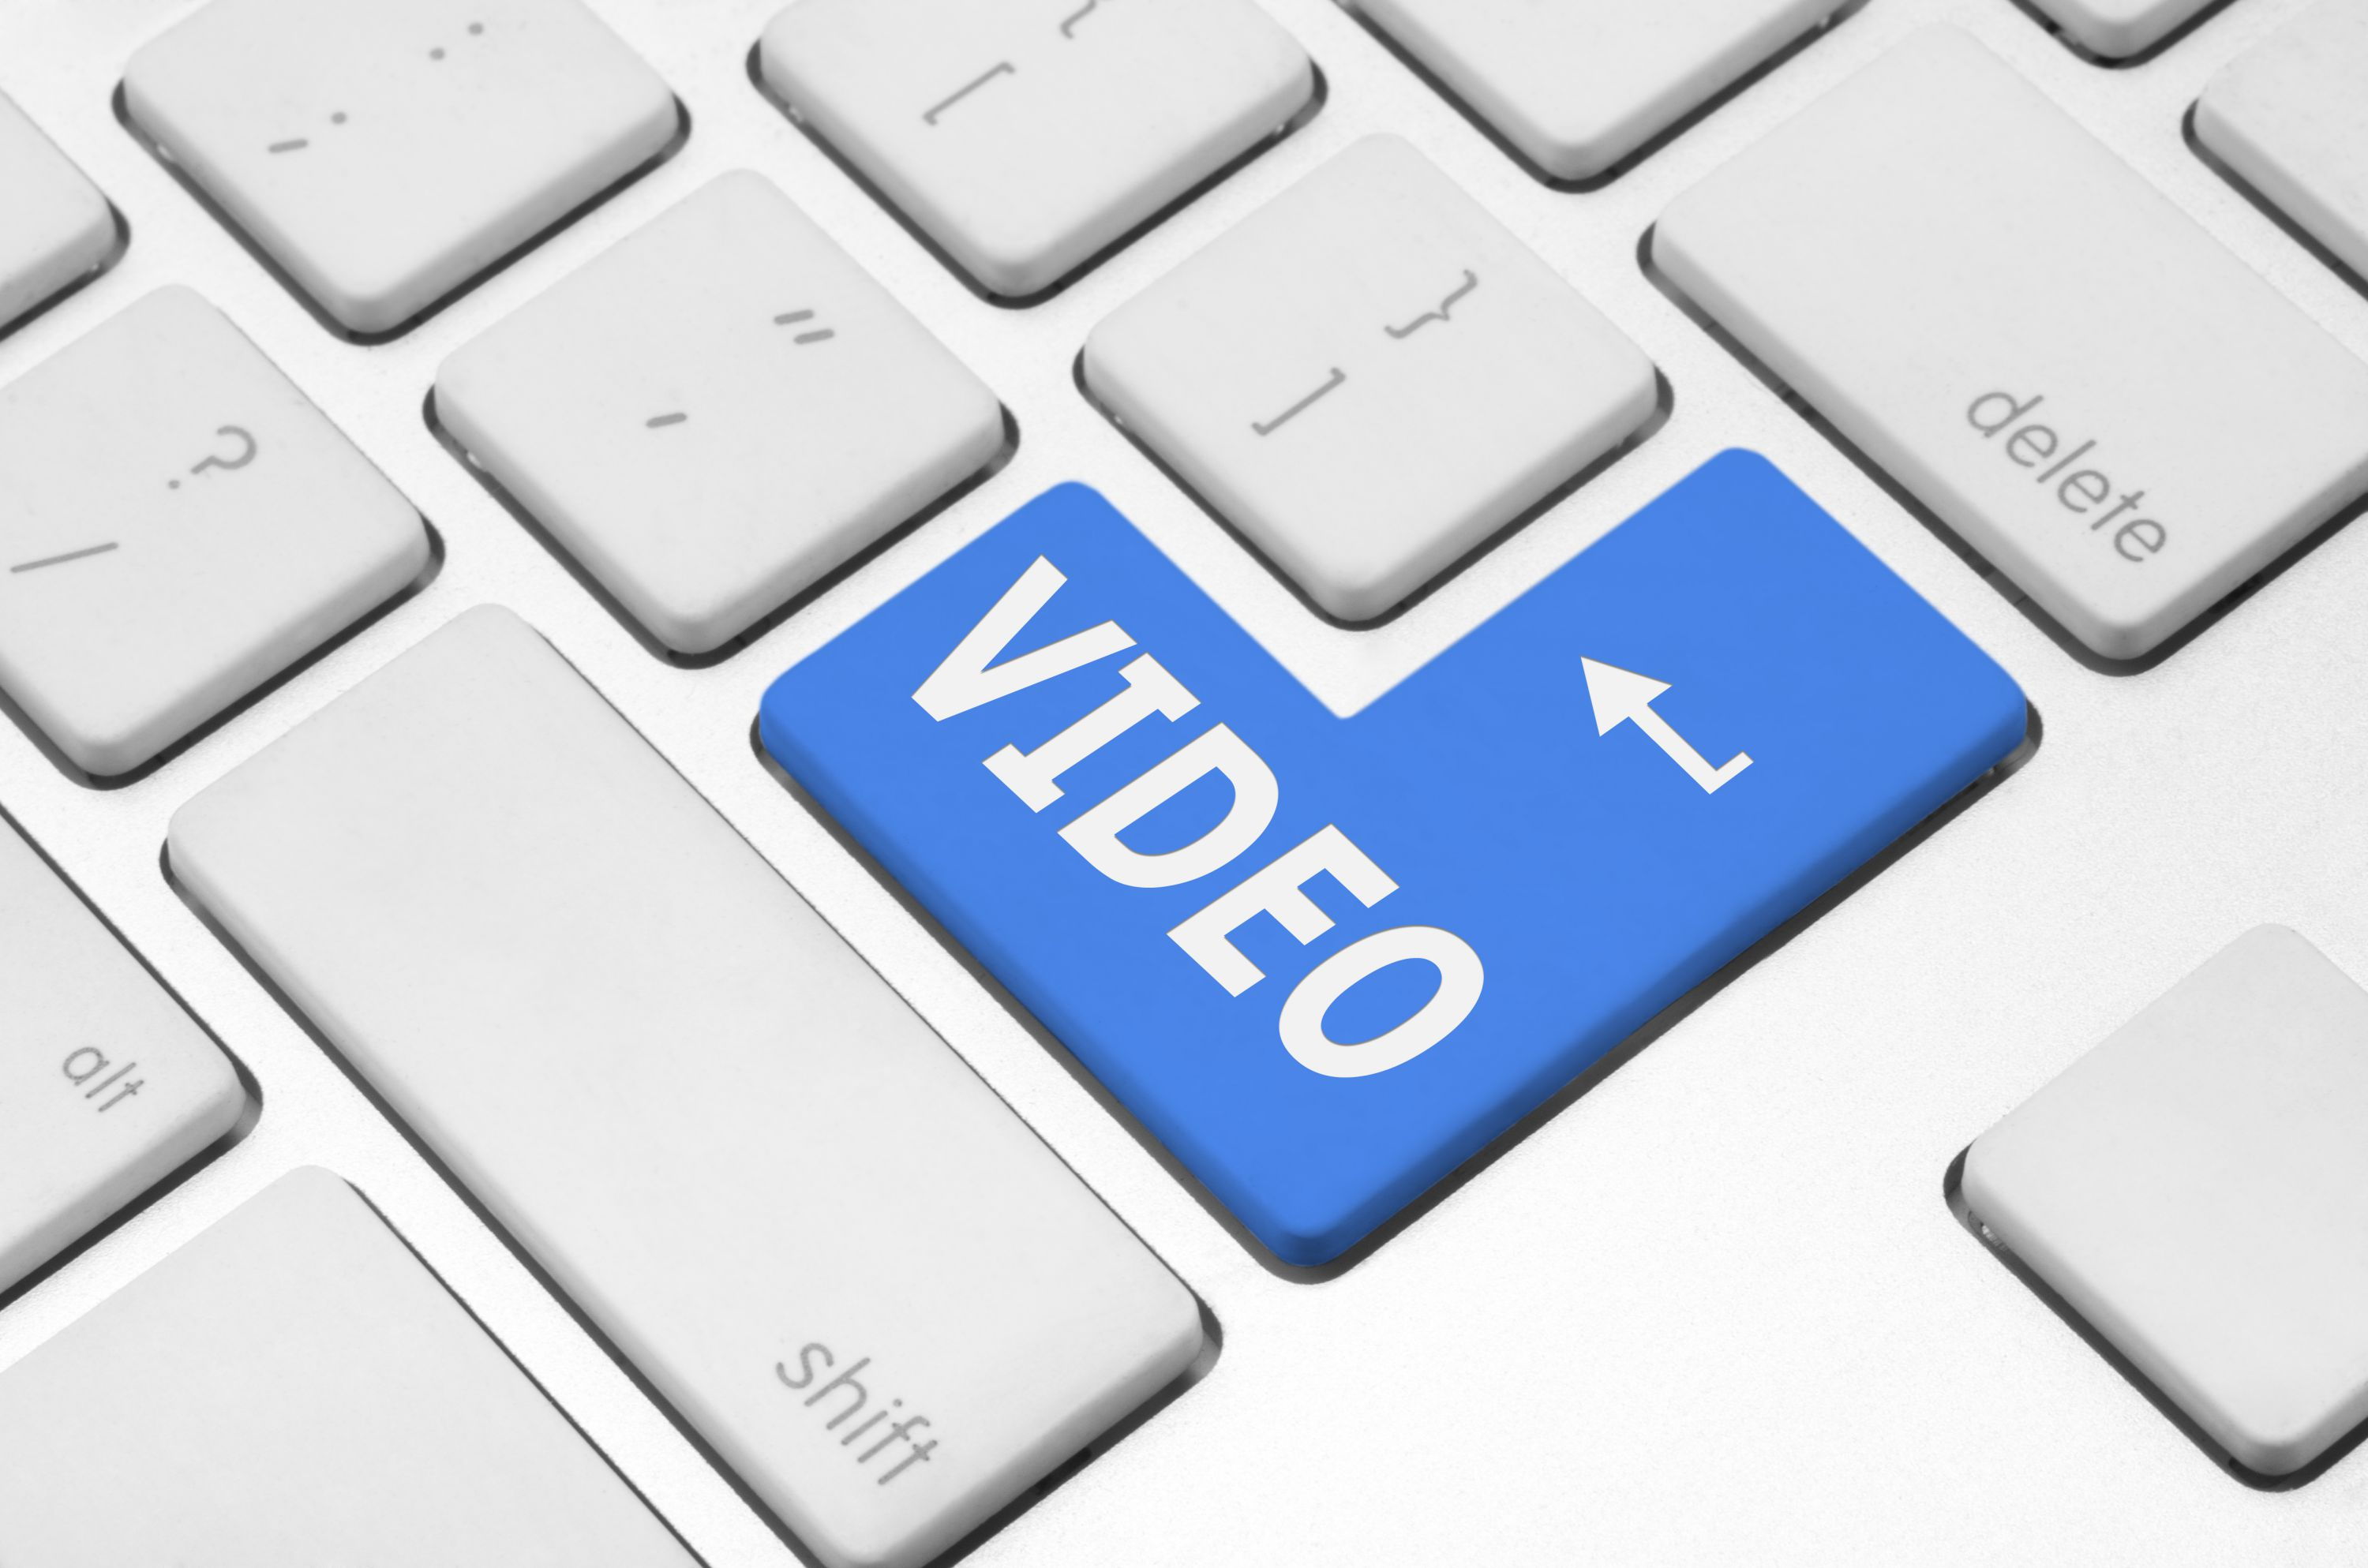 : ;
{ [
" '
} ]
? /
delete
VIDEO
alt
shift